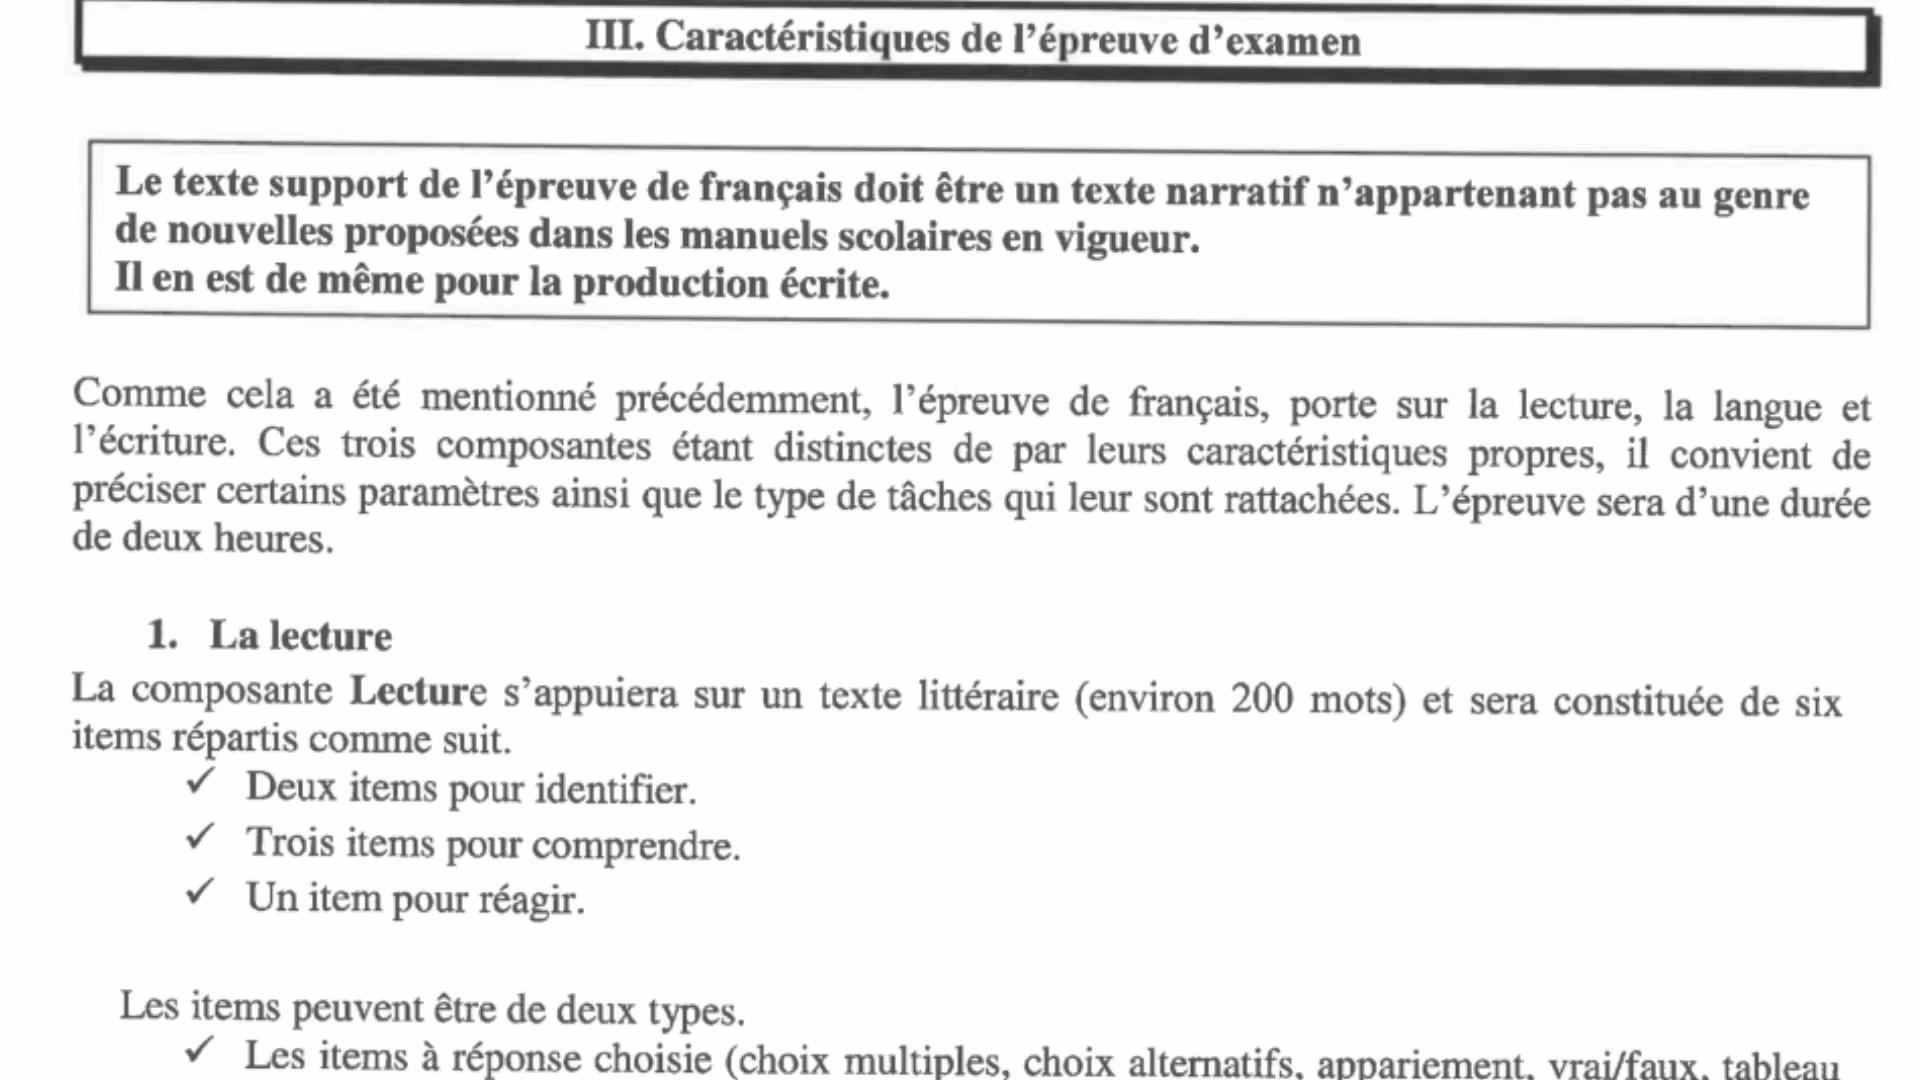 III. Caractéristiques de l’épreuve d’examen
Le texte support de l’épreuve de français doit être un texte narratif n’appartenant pas au genre
de nouvelles proposées dans les manuels scolaires en vigueur.
Il en est de même pour la production écrite.
Comme cela a été mentionné précédemment, l’épreuve de français, porte sur la lecture, la langue et
l’écriture. Ces trois composantes étant distinctes de par leurs caractéristiques propres, il convient de
préciser certains paramètres ainsi que le type de tâches qui leur sont rattachées. L’épreuve sera d’une durée
de deux heures.
1. La lecture
La composante Lecture s’appuiera sur un texte littéraire (environ 200 mots) et sera constituée de six
items répartis comme suit.
✓ Deux items pour identifier.
✓ Trois items pour comprendre.
✓ Un item pour réagir.
Les items peuvent être de deux types.
✓ Les items à réponse choisie (choix multiples, choix alternatifs, appariement, vrai/faux, tableau